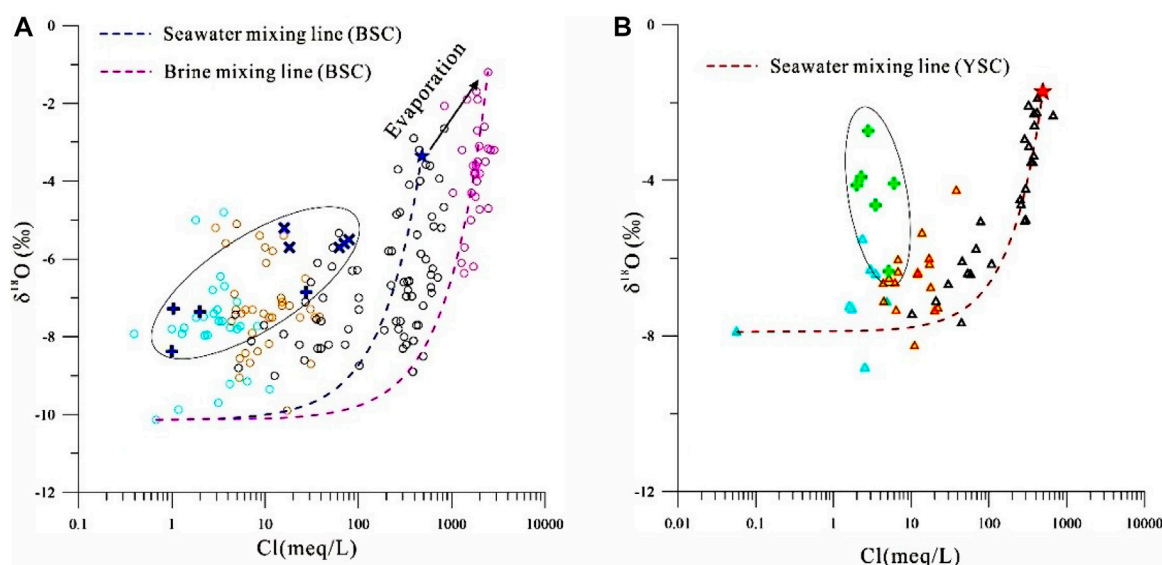 A
Seawater mixing line (BSC)
Brine mixing line (BSC)
Evaporation
0
-2
-4
-6
-8
-10
-12
δ¹⁸O (‰)
0.1 1 10 100 1000 10000
Cl(meq/L)
B
Seawater mixing line (YSC)
0
-4
-8
-12
δ¹⁸O (‰)
0.01 0.1 1 10 100 1000 10000
Cl(meq/L)